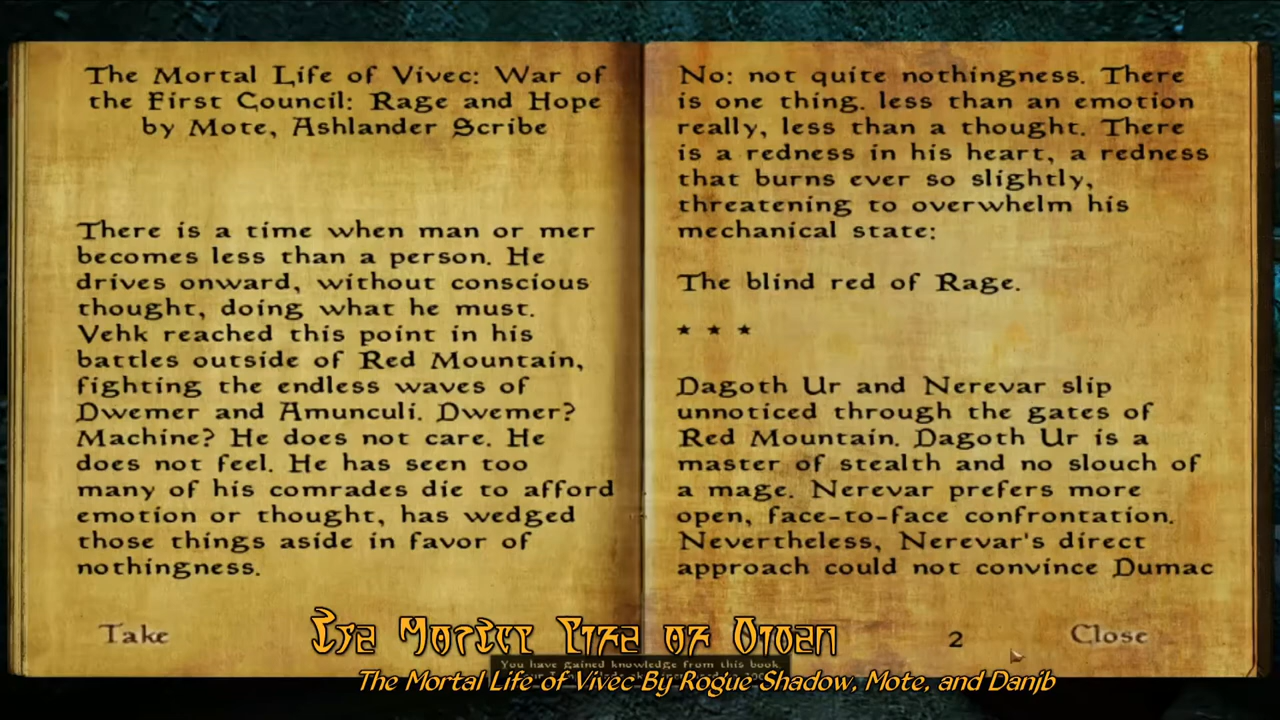 The Mortal Life of Vivec: War of
the First Council: Rage and Hope
by Mote, Ashlander Scribe
There is a time when man or mer
becomes less than a person. He
drives onward, without conscious
thought, doing what he must.
Vehk reached this point in his
battles outside of Red Mountain,
fighting the endless waves of
Dwemer and Amunculi. Dwemer?
Machine? He does not care. He
does not feel. He has seen too
many of his comrades die to afford
emotion or thought, has wedged
those things aside in favor of
nothingness.
Take
No: not quite nothingness. There
is one thing. less than an emotion
really, less than a thought. There
is a redness in his heart, a redness
that burns ever so slightly,
threatening to overwhelm his
mechanical state:
The blind red of Rage.
* * *
Dagoth Ur and Nerevar slip
unnoticed through the gates of
Red Mountain. Dagoth Ur is a
master of stealth and no slouch of
a mage. Nerevar prefers more
open, face-to-face confrontation.
Nevertheless, Nerevar's direct
approach could not convince Dumac
2
Close
You have gained knowledge from this book.
The Mortal Life of Vivec By Rogue Shadow, Mote, and Danjb